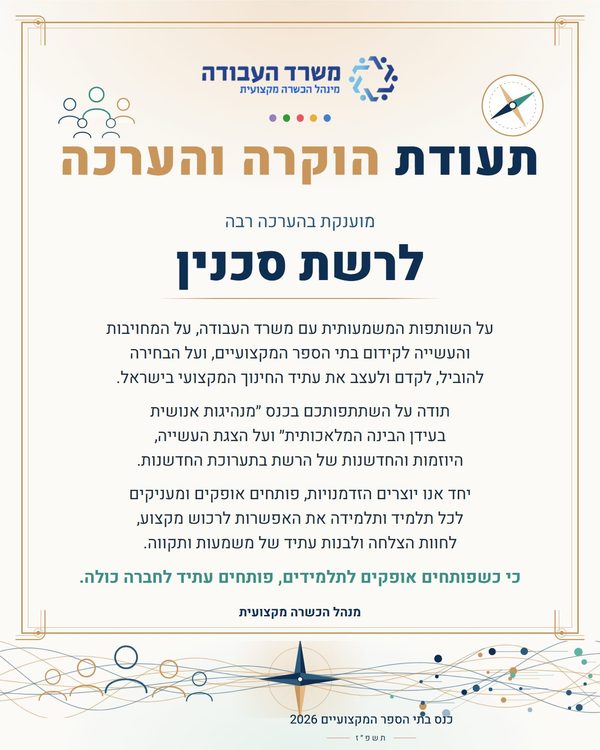 משרד העבודה
מינהל הכשרה מקצועית
תעודת הוקרה והערכה
מוענקת בהערכה רבה
לרשת סכנין
על השותפות המשמעותית עם משרד העבודה, על המחויבות
והעשייה לקידום בתי הספר המקצועיים, ועל הבחירה
להוביל, לקדם ולעצב את עתיד החינוך המקצועי בישראל.
תודה על השתתפותכם בכנס "מנהיגות אנושית
בעידן הבינה המלאכותית" ועל הצגת העשייה,
היוזמות והחדשנות של הרשת בתערוכת החדשנות.
יחד אנו יוצרים הזדמנויות, פותחים אופקים ומעניקים
לכל תלמיד ותלמידה את האפשרות לרכוש מקצוע,
לחוות הצלחה ולבנות עתיד של משמעות ותקווה.
כי כשפותחים אופקים לתלמידים, פותחים עתיד לחברה כולה.
מנהל הכשרה מקצועית
כנס בתי הספר המקצועיים 2026
תשפ"ז